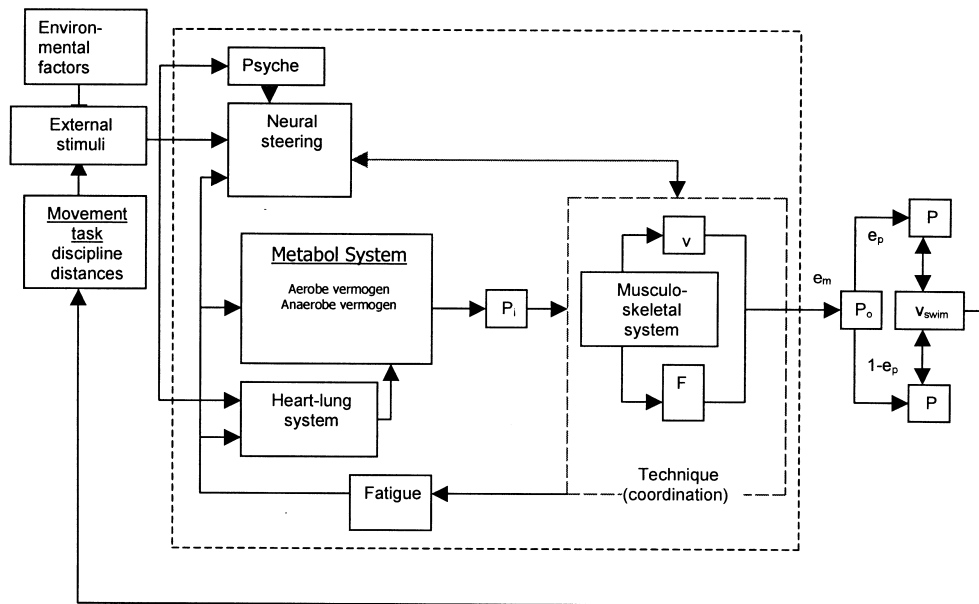 Environ-
mental
factors
External
stimuli
Movement
task
discipline
distances
Psyche
Neural
steering
Metabol System
Aerobe vermogen
Anaerobe vermogen
Heart-lung
system
Fatigue
Pi
v
Musculo-
skeletal
system
F
Technique
(coordination)
em
Po
ep
P
vswim
1-ep
P